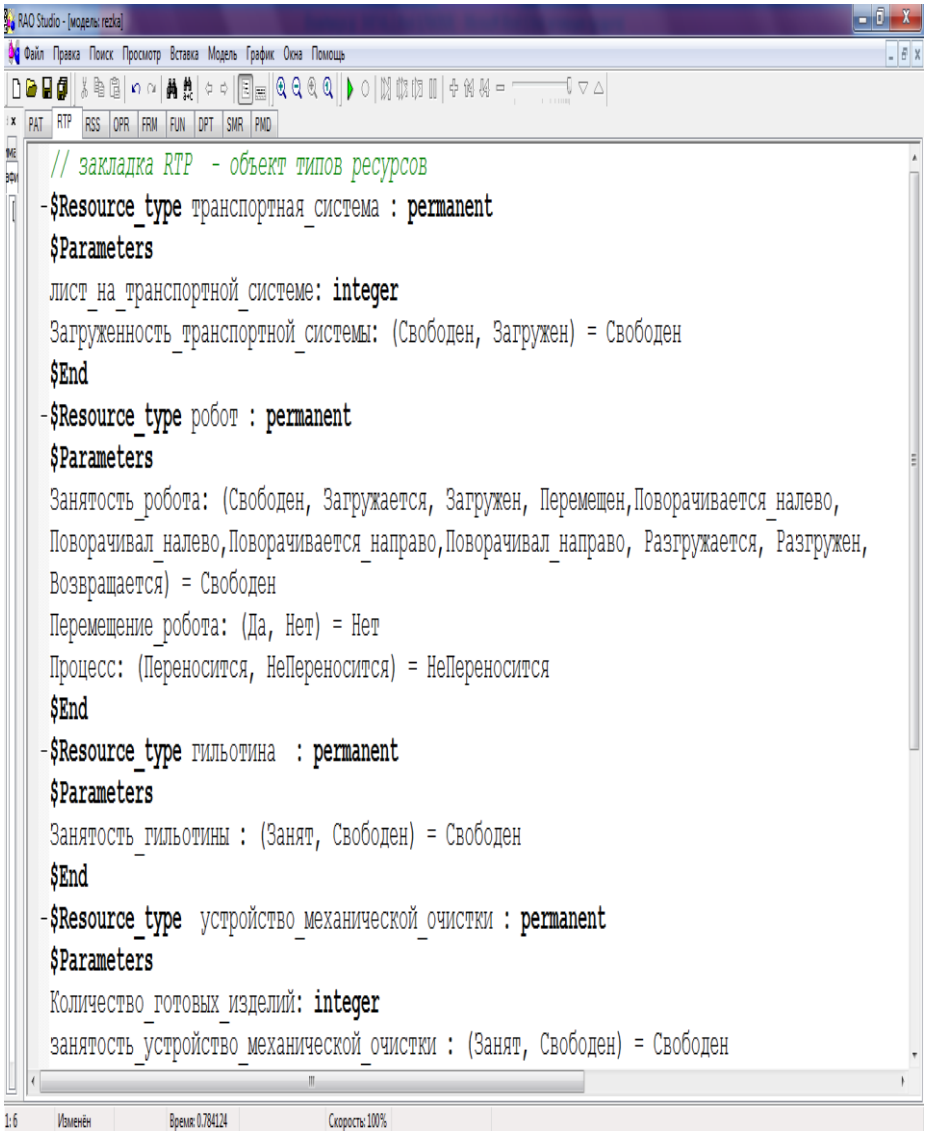 RAO Studio - [модель: rezka]
Файл Правка Поиск Просмотр Вставка Модель График Окна Помощь
PAT RTP RSS OPR FRM FUN DPT SMR PMD
// закладка RTP - объект типов ресурсов
-$Resource_type транспортная_система : permanent
$Parameters
лист_на_транспортной_системе: integer
Загруженность_транспортной_системы: (Свободен, Загружен) = Свободен
$End
-$Resource_type робот : permanent
$Parameters
Занятость_робота: (Свободен, Загружается, Загружен, Перемещен,Поворачивается_налево,
Поворачивал_налево,Поворачивается_направо,Поворачивал_направо, Разгружается, Разгружен,
Возвращается) = Свободен
Перемещение_робота: (Да, Нет) = Нет
Процесс: (Переносится, НеПереносится) = НеПереносится
$End
-$Resource_type гильотина : permanent
$Parameters
Занятость_гильотины : (Занят, Свободен) = Свободен
$End
-$Resource_type устройство_механической_очистки : permanent
$Parameters
Количество_готовых_изделий: integer
занятость_устройство_механической_очистки : (Занят, Свободен) = Свободен
1:6 Изменён Время: 0.784124 Скорость: 100%